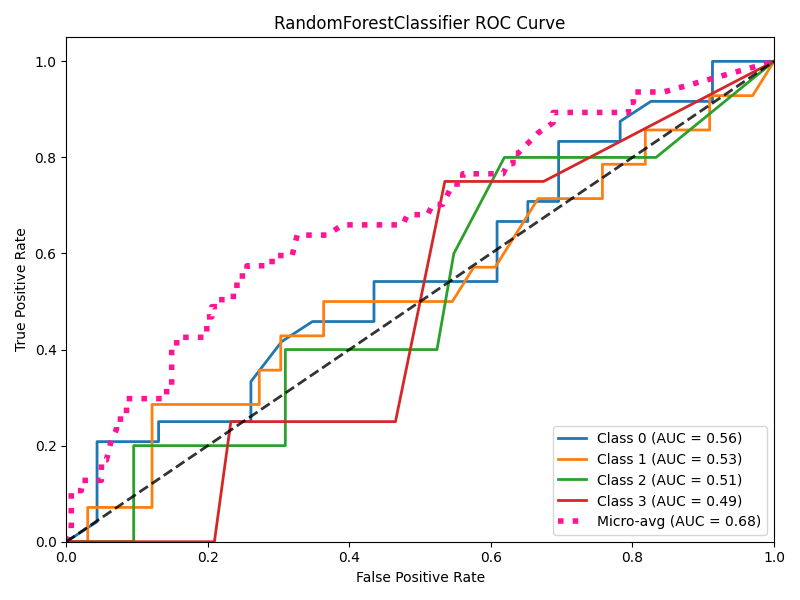 RandomForestClassifier ROC Curve
True Positive Rate
1.0
0.8
0.6
0.4
0.2
0.0
0.0 0.2 0.4 0.6 0.8 1.0
False Positive Rate
Class 0 (AUC = 0.56)
Class 1 (AUC = 0.53)
Class 2 (AUC = 0.51)
Class 3 (AUC = 0.49)
Micro-avg (AUC = 0.68)